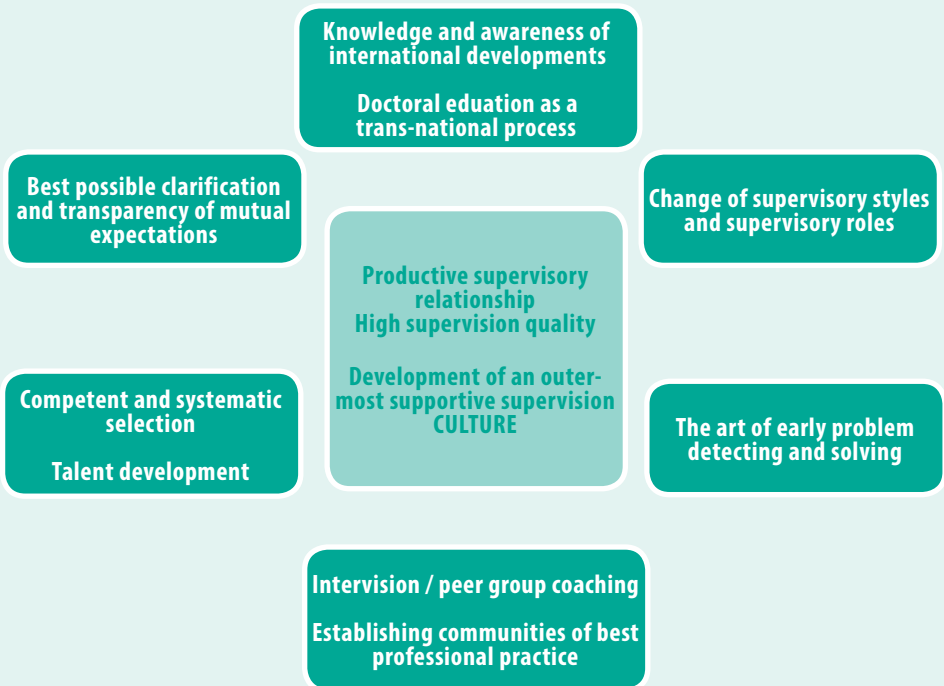 Knowledge and awareness of
international developments
Doctoral eduation as a
trans-national process
Best possible clarification
and transparency of mutual
expectations
Change of supervisory styles
and supervisory roles
Productive supervisory
relationship
High supervision quality
Development of an outer-
most supportive supervision
CULTURE
Competent and systematic
selection
Talent development
The art of early problem
detecting and solving
Intervision / peer group coaching
Establishing communities of best
professional practice